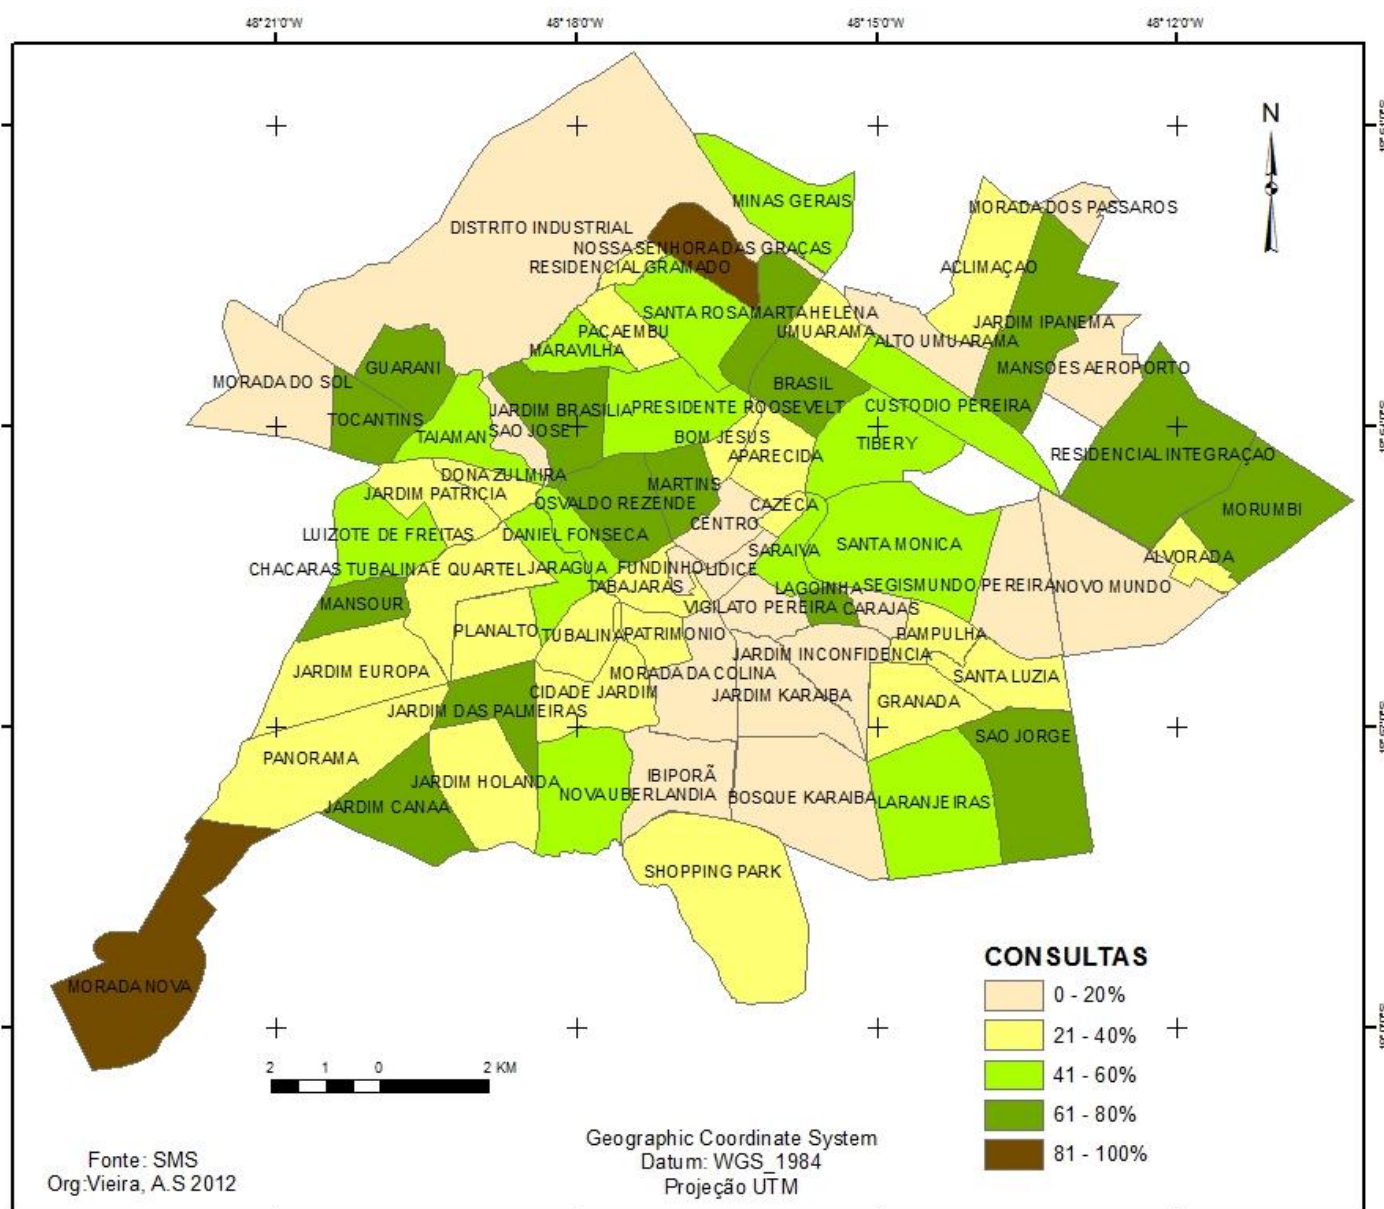 48°21'0"W
48°18'0"W
48°15'0"W
48°12'0"W
N
MINAS GERAIS
MORADA DOS PASSAROS
DISTRITO INDUSTRIAL
NOSSA SENHORA DAS GRAÇAS
RESIDENCIAL GRAMADO
ACLIMAÇAO
SANTA ROSA
MARTA HELENA
PACAEMBU
UMUARAMA
ALTO UMUARAMA
JARDIM IPANEMA
MARAVILHA
GUARANI
MANSOES AEROPORTO
MORADA DO SOL
BRASIL
TOCANTINS
JARDIM BRASILIA
PRESIDENTE ROOSEVELT
CUSTODIO PEREIRA
TAIAMAN
SAO JOSE
BOM JESUS
TIBERY
APARECIDA
RESIDENCIAL INTEGRAÇAO
DONA ZULMIRA
JARDIM PATRICIA
MARTINS
OSVALDO REZENDE
CAZECA
MORUMBI
CENTRO
LUIZOTE DE FREITAS
DANIEL FONSECA
SARAIVA
SANTA MONICA
ALVORADA
CHACARAS TUBALINA E QUARTEL
JARAGUA
FUNDINHO
LIDICE
TABAJARAS
LAGOINHA
SEGISMUNDO PEREIRA
NOVO MUNDO
MANSOUR
VIGILATO PEREIRA
CARAJAS
PLANALTO
TUBALINA
PATRIMONIO
PAMPULHA
JARDIM INCONFIDENCIA
JARDIM EUROPA
MORADA DA COLINA
SANTA LUZIA
CIDADE JARDIM
JARDIM KARAIBA
GRANADA
JARDIM DAS PALMEIRAS
SAO JORGE
PANORAMA
IBIPORÃ
JARDIM HOLANDA
NOVA UBERLANDIA
BOSQUE KARAIBA
LARANJEIRAS
JARDIM CANAA
SHOPPING PARK
MORADA NOVA
CONSULTAS
0 - 20%
21 - 40%
41 - 60%
61 - 80%
81 - 100%
2 1 0 2 KM
Geographic Coordinate System
Datum: WGS_1984
Projeção UTM
Fonte: SMS
Org:Vieira, A.S 2012